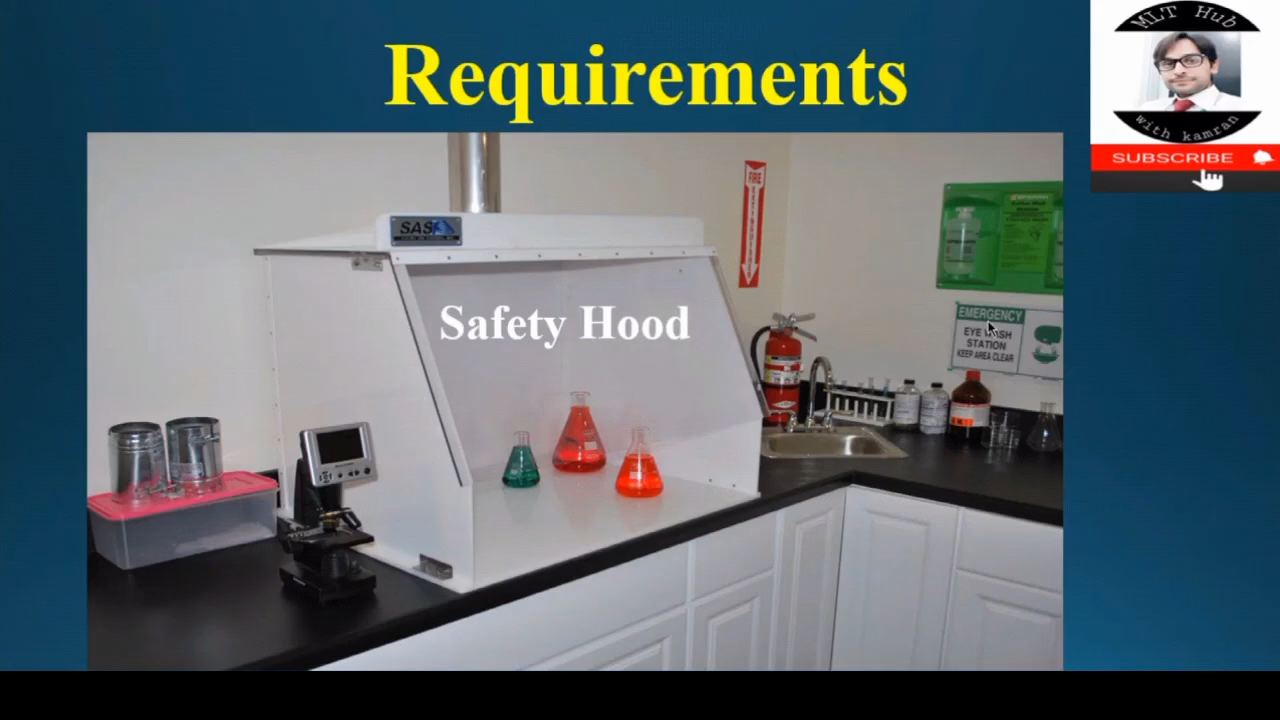 Requirements
MLT Hub
with kamran
SUBSCRIBE
SAS
FIRE
Safety Hood
EMERGENCY
EYE WASH
STATION
KEEP AREA CLEAR